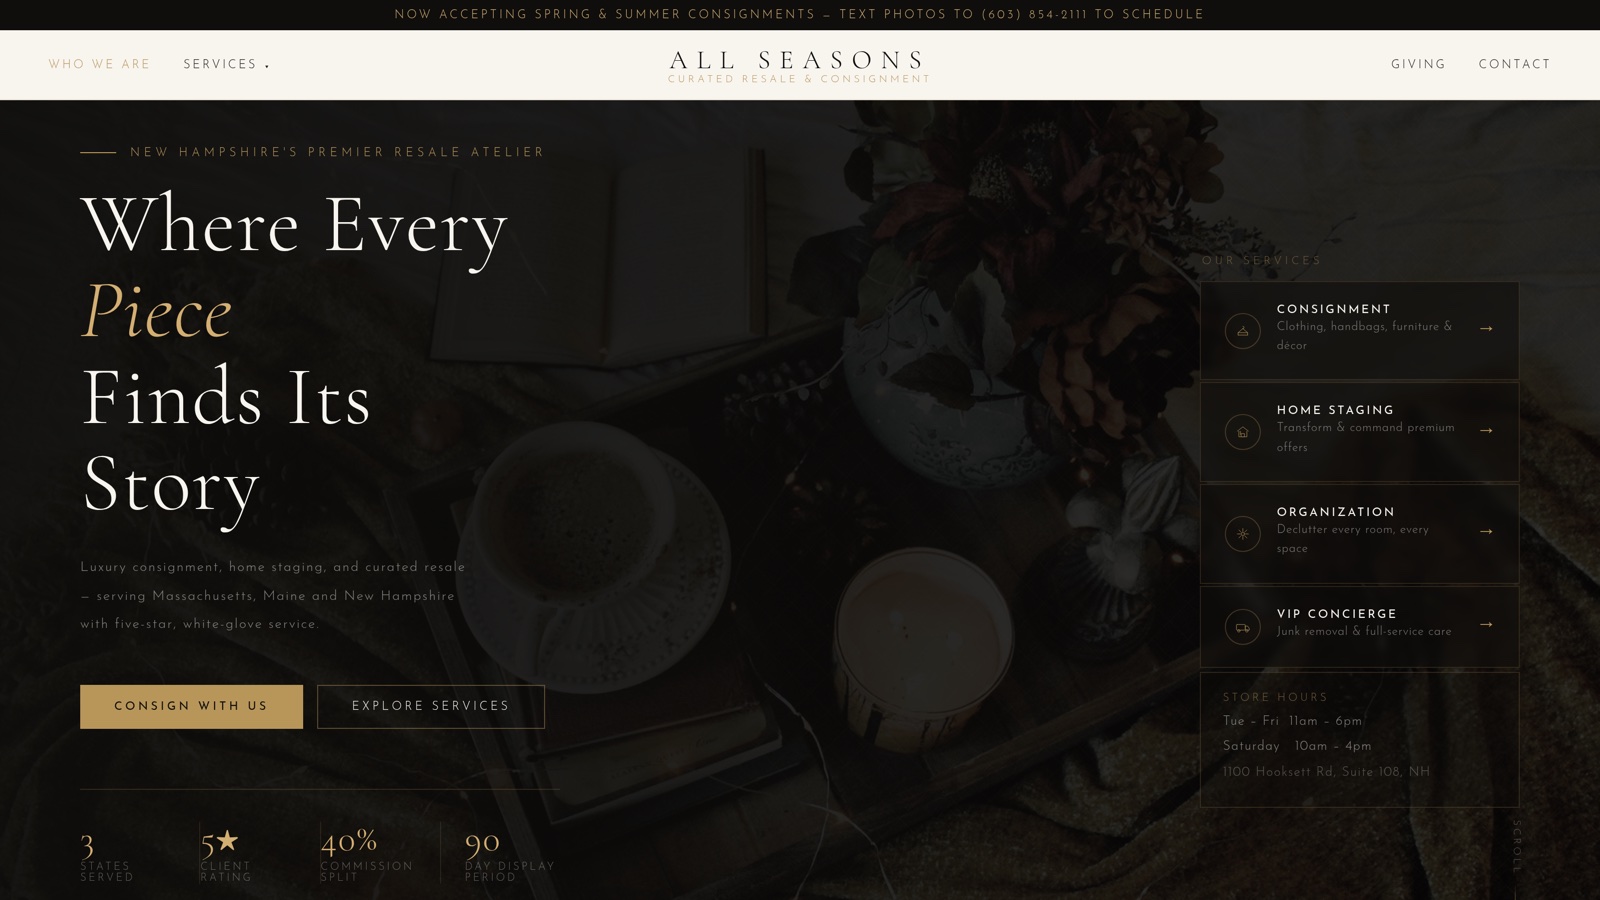 NOW ACCEPTING SPRING & SUMMER CONSIGNMENTS — TEXT PHOTOS TO (603) 854-2111 TO SCHEDULE
WHO WE ARE
SERVICES
ALL SEASONS
CURATED RESALE & CONSIGNMENT
GIVING
CONTACT
NEW HAMPSHIRE'S PREMIER RESALE ATELIER
Where Every
Piece
Finds Its
Story
Luxury consignment, home staging, and curated resale
— serving Massachusetts, Maine and New Hampshire
with five-star, white-glove service.
CONSIGN WITH US
EXPLORE SERVICES
3
STATES
SERVED
5★
CLIENT
RATING
40%
COMMISSION
SPLIT
90
DAY DISPLAY
PERIOD
OUR SERVICES
CONSIGNMENT
Clothing, handbags, furniture &
décor
→
HOME STAGING
Transform & command premium
offers
→
ORGANIZATION
Declutter every room, every
space
→
VIP CONCIERGE
Junk removal & full-service care
→
STORE HOURS
Tue – Fri 11am – 6pm
Saturday 10am – 4pm
1100 Hooksett Rd, Suite 108, NH
SCROLL